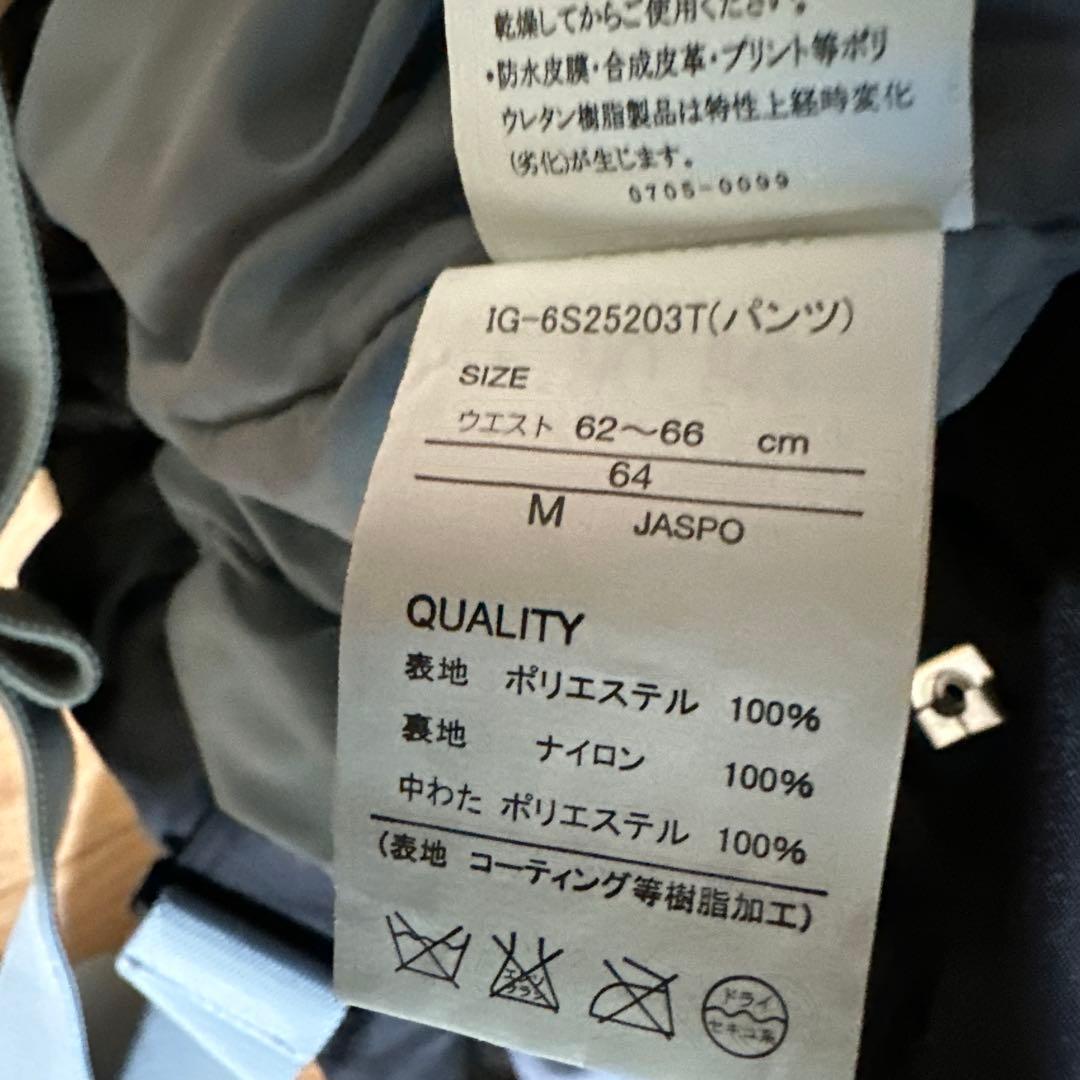 乾燥してからご使用ください。
・防水皮膜・合成皮革・プリント等ポリ
ウレタン樹脂製品は特性上経時変化
(劣化)が生じます。
0705-0099
IG-6S25203T(パンツ)
SIZE
ウエスト 62～66 cm
64
M JASPO
QUALITY
表地 ポリエステル 100%
裏地 ナイロン 100%
中わた ポリエステル 100%
(表地 コーティング等樹脂加工)
エンソ
サラシ
ドライ
セキユ系